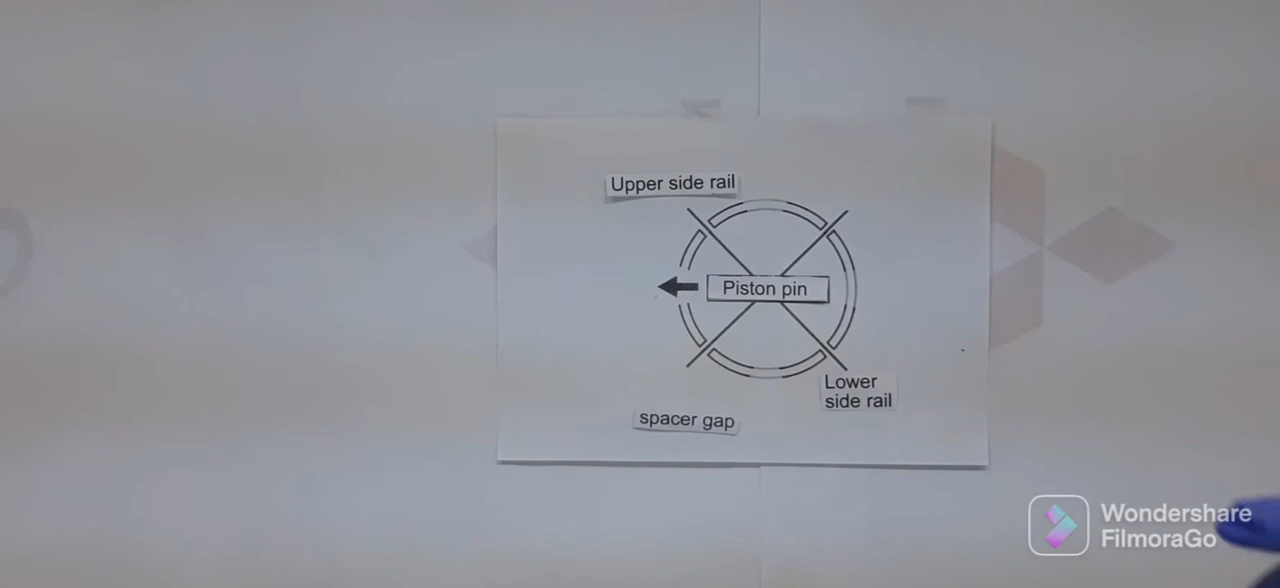 Upper side rail
Piston pin
Lower
side rail
spacer gap
Wondershare
FilmoraGo